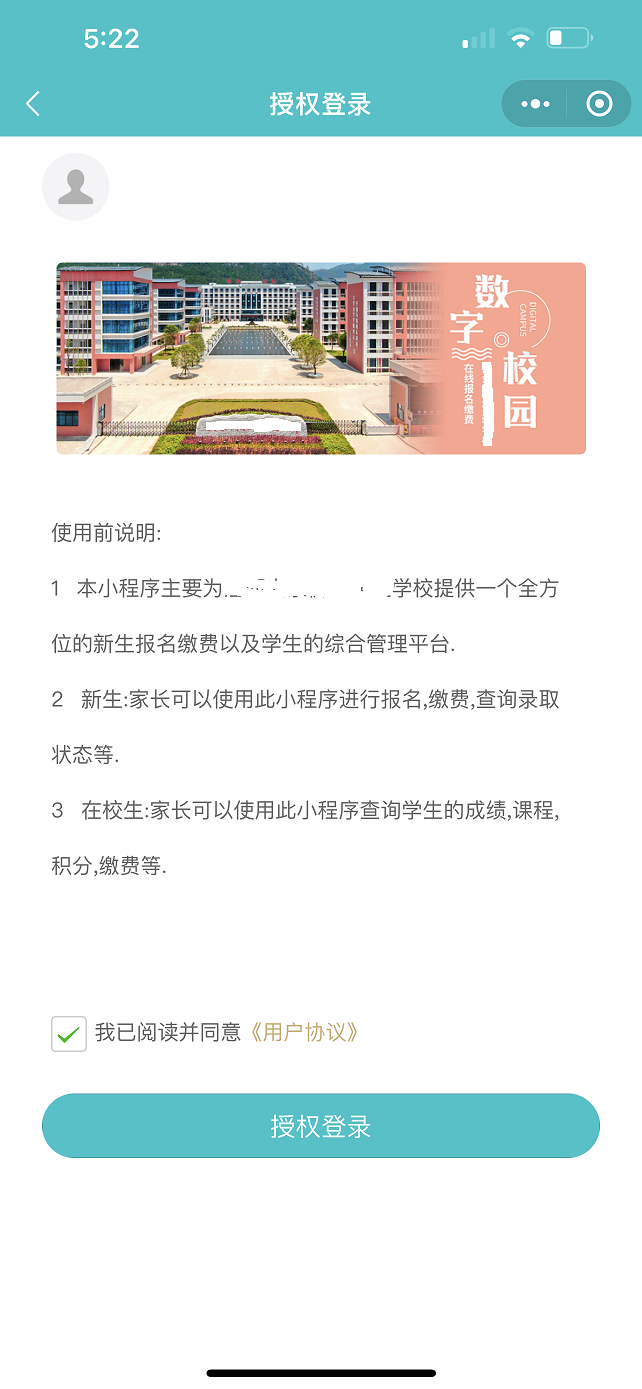 5:22
授权登录
数字校园
DIGITAL
CAMPUS
在线报名缴费
使用前说明:
1 本小程序主要为
学校提供一个全方
位的新生报名缴费以及学生的综合管理平台.
2 新生:家长可以使用此小程序进行报名,缴费,查询录取
状态等.
3 在校生:家长可以使用此小程序查询学生的成绩,课程,
积分,缴费等.
我已阅读并同意《用户协议》
授权登录